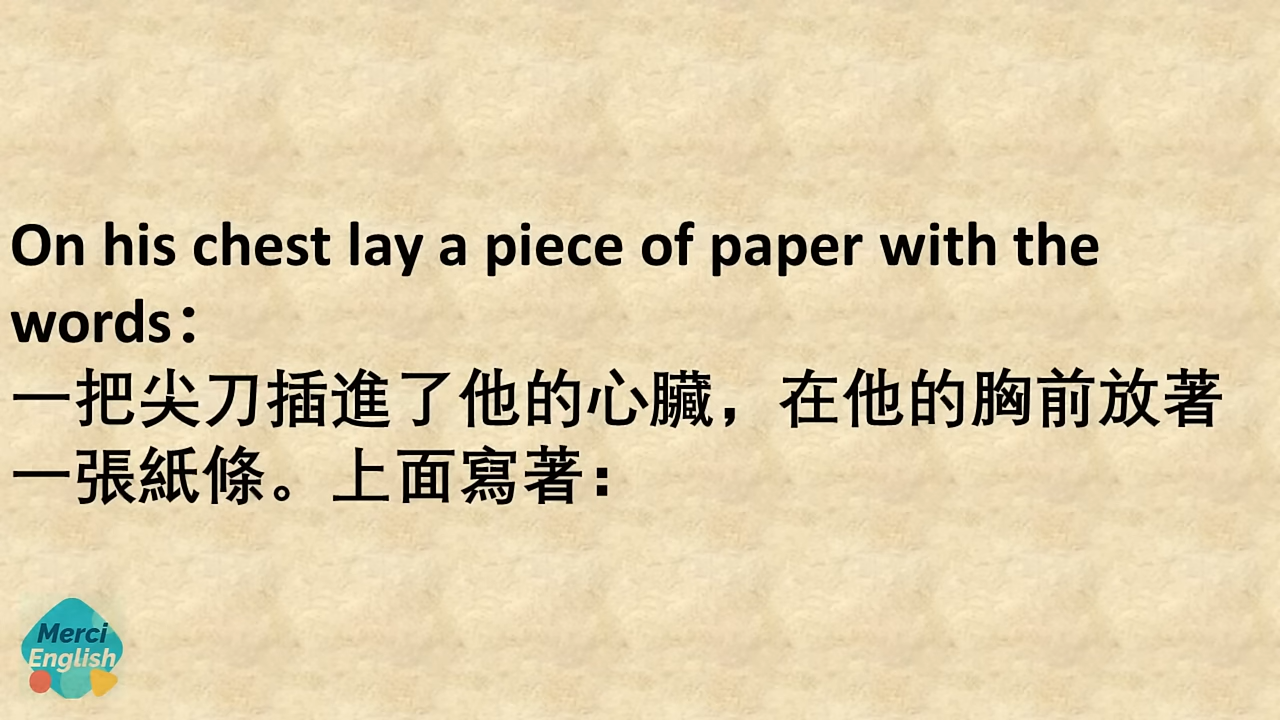 On his chest lay a piece of paper with the
words：
一把尖刀插進了他的心臟，在他的胸前放著
一張紙條。上面寫著：
Merci
English